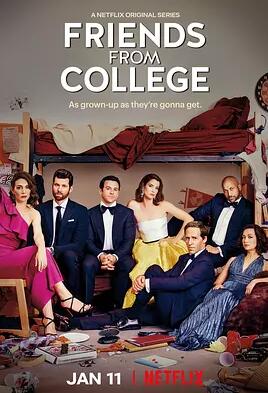 A NETFLIX ORIGINAL SERIES
FRIENDS
FROM
COLLEGE
As grown-up as they're gonna get.
JAN 11 | NETFLIX